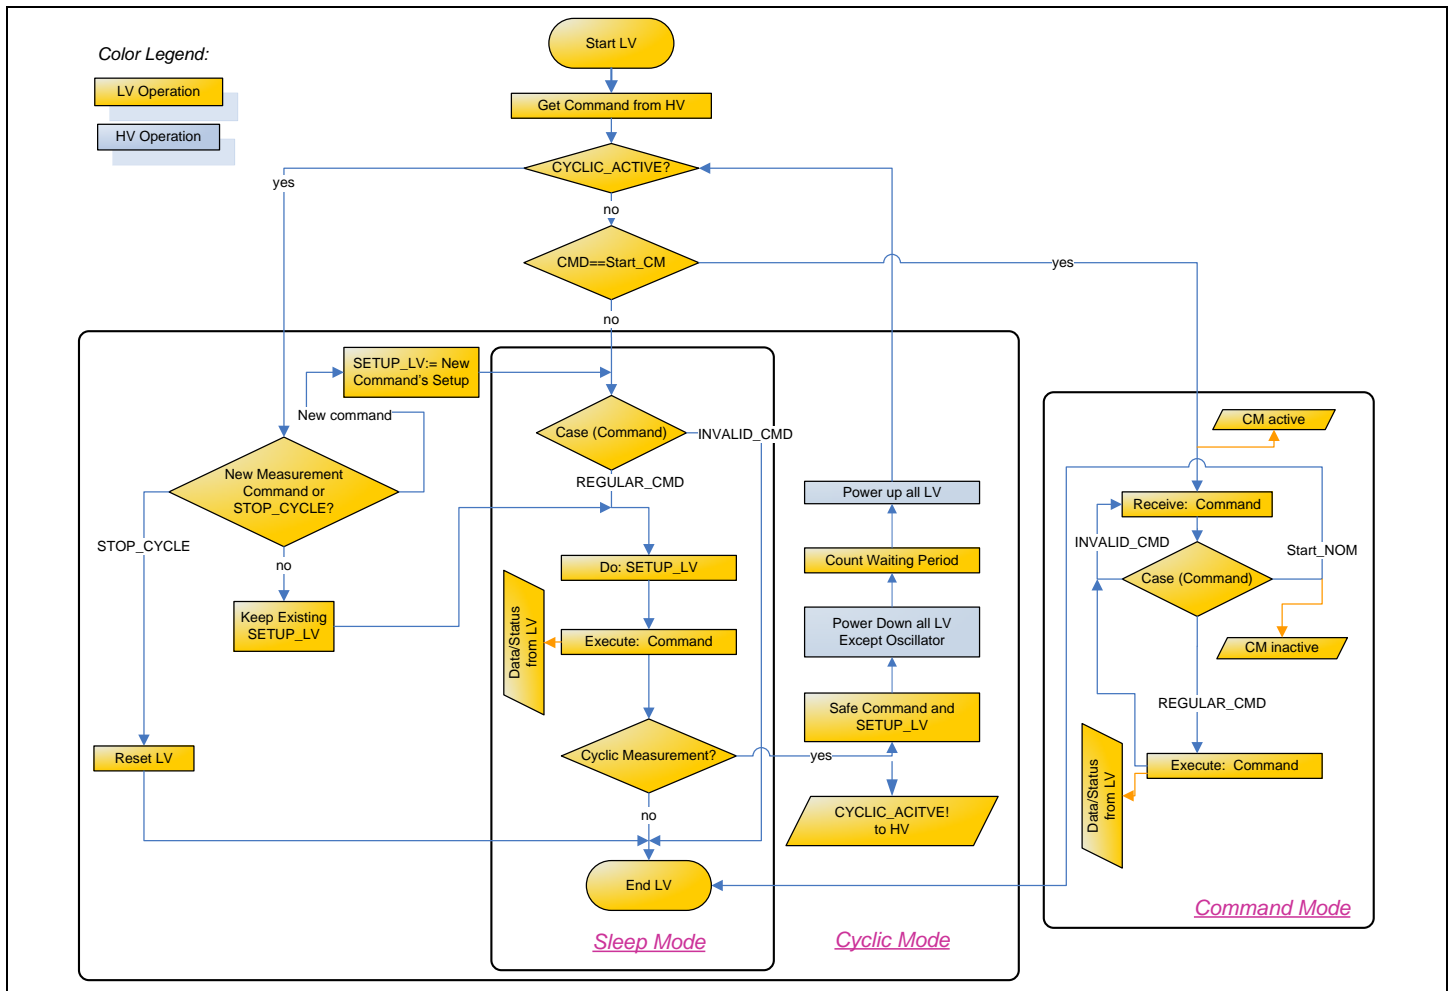 Color Legend:
LV Operation
HV Operation
Start LV
Get Command from HV
CYCLIC_ACTIVE?
yes
no
CMD==Start_CM
yes
no
SETUP_LV:= New
Command's Setup
New command
Case (Command)
INVALID_CMD
REGULAR_CMD
New Measurement
Command or
STOP_CYCLE?
STOP_CYCLE
no
Keep Existing
SETUP_LV
Reset LV
Do: SETUP_LV
Execute: Command
Data/Status
from LV
Cyclic Measurement?
yes
no
End LV
Sleep Mode
Power up all LV
Count Waiting Period
Power Down all LV
Except Oscillator
Safe Command and
SETUP_LV
CYCLIC_ACITVE!
to HV
Cyclic Mode
CM active
Receive: Command
INVALID_CMD
Start_NOM
Case (Command)
CM inactive
REGULAR_CMD
Execute: Command
Data/Status
from LV
Command Mode